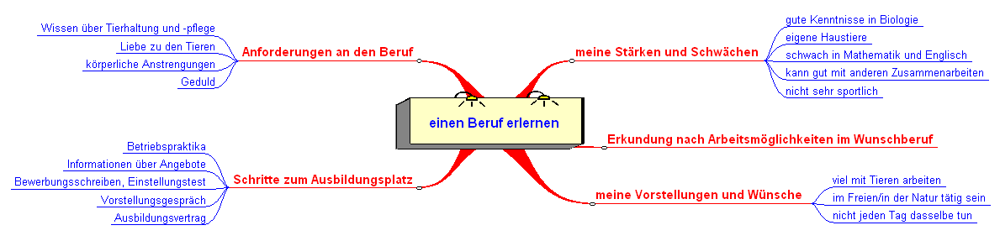 einen Beruf erlernen
Anforderungen an den Beruf
Wissen über Tierhaltung und -pflege
Liebe zu den Tieren
körperliche Anstrengungen
Geduld
meine Stärken und Schwächen
gute Kenntnisse in Biologie
eigene Haustiere
schwach in Mathematik und Englisch
kann gut mit anderen Zusammenarbeiten
nicht sehr sportlich
Erkundung nach Arbeitsmöglichkeiten im Wunschberuf
Schritte zum Ausbildungsplatz
Betriebspraktika
Informationen über Angebote
Bewerbungsschreiben, Einstellungstest
Vorstellungsgespräch
Ausbildungsvertrag
meine Vorstellungen und Wünsche
viel mit Tieren arbeiten
im Freien/in der Natur tätig sein
nicht jeden Tag dasselbe tun